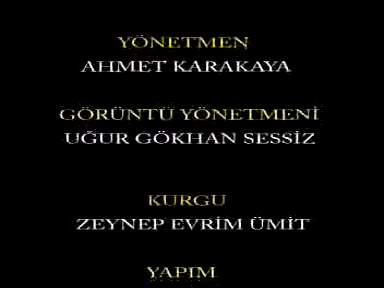 YÖNETMEN
AHMET KARAKAYA
GÖRÜNTÜ YÖNETMENİ
UĞUR GÖKHAN SESSİZ
KURGU
ZEYNEP EVRİM ÜMİT
YAPIM